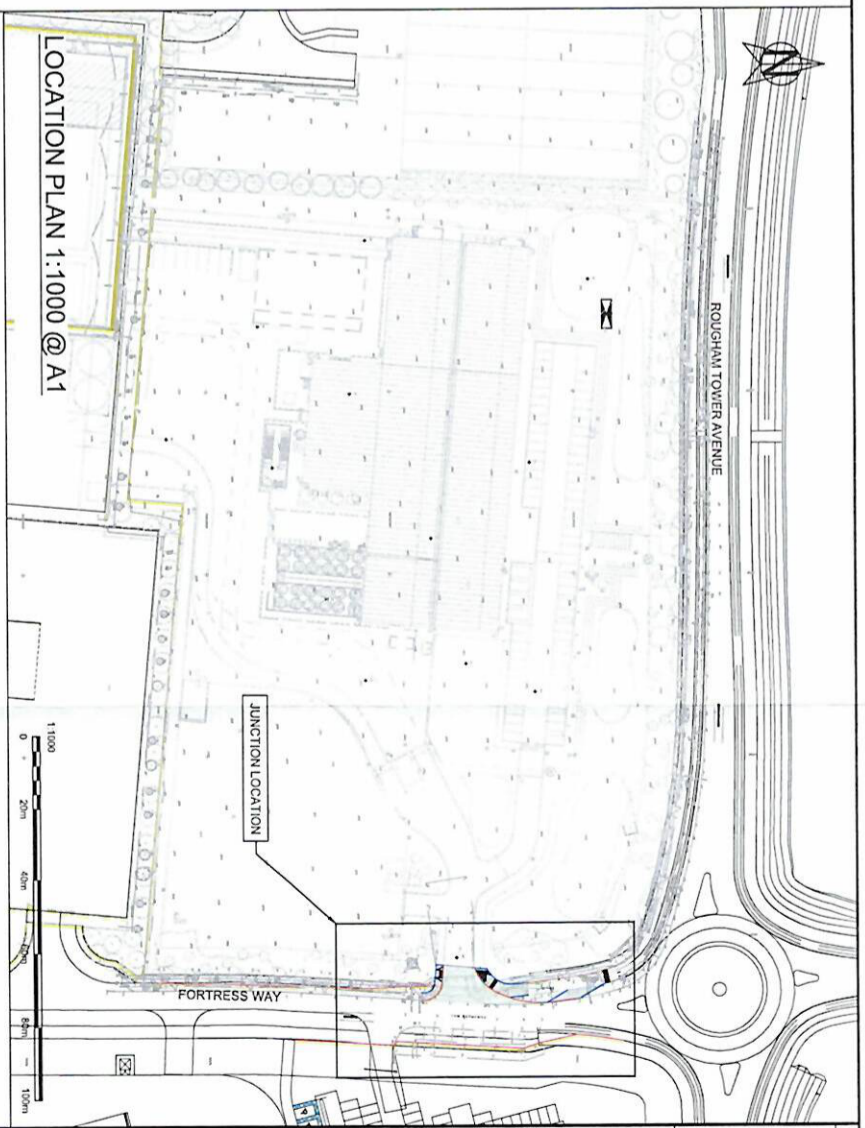 N
ROUGHAM TOWER AVENUE
LOCATION PLAN 1:1000 @ A1
JUNCTION LOCATION
FORTRESS WAY
1:1000
0
20m
40m
80m
100m